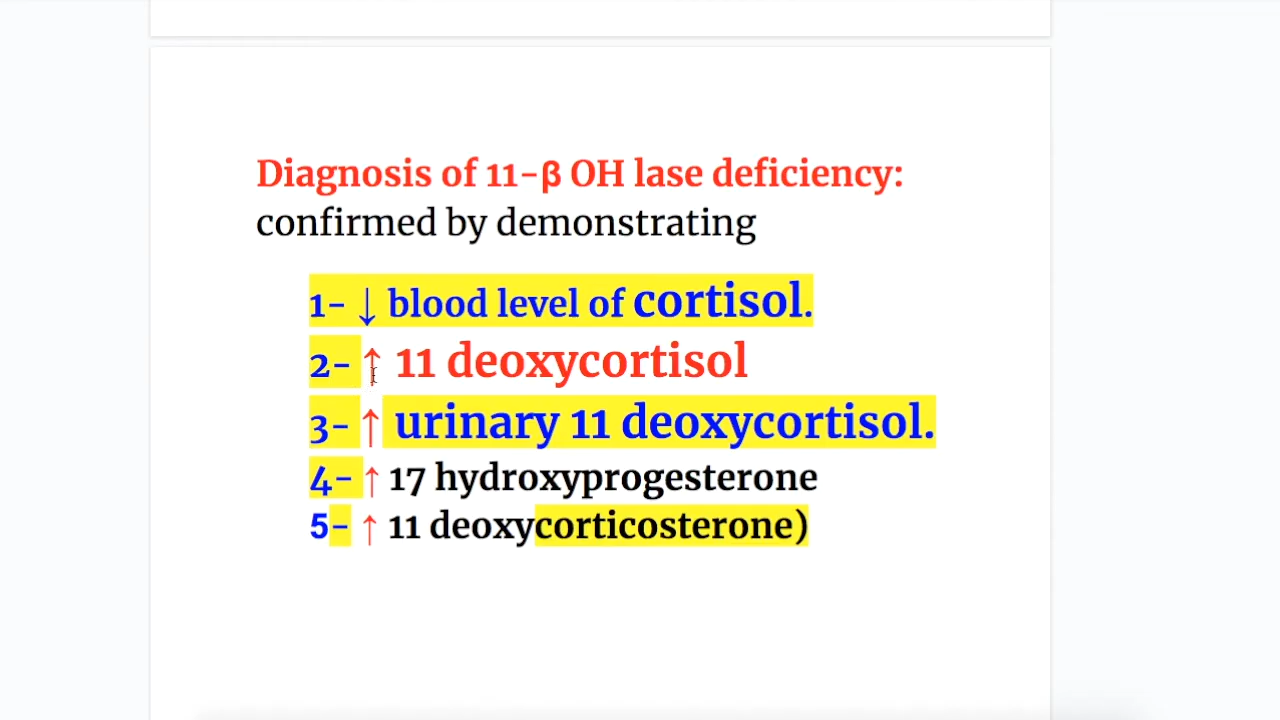 Diagnosis of 11-β OH lase deficiency:
confirmed by demonstrating
1- ↓ blood level of cortisol.
2- ↑ 11 deoxycortisol
3- ↑ urinary 11 deoxycortisol.
4- ↑ 17 hydroxyprogesterone
5- ↑ 11 deoxycorticosterone)